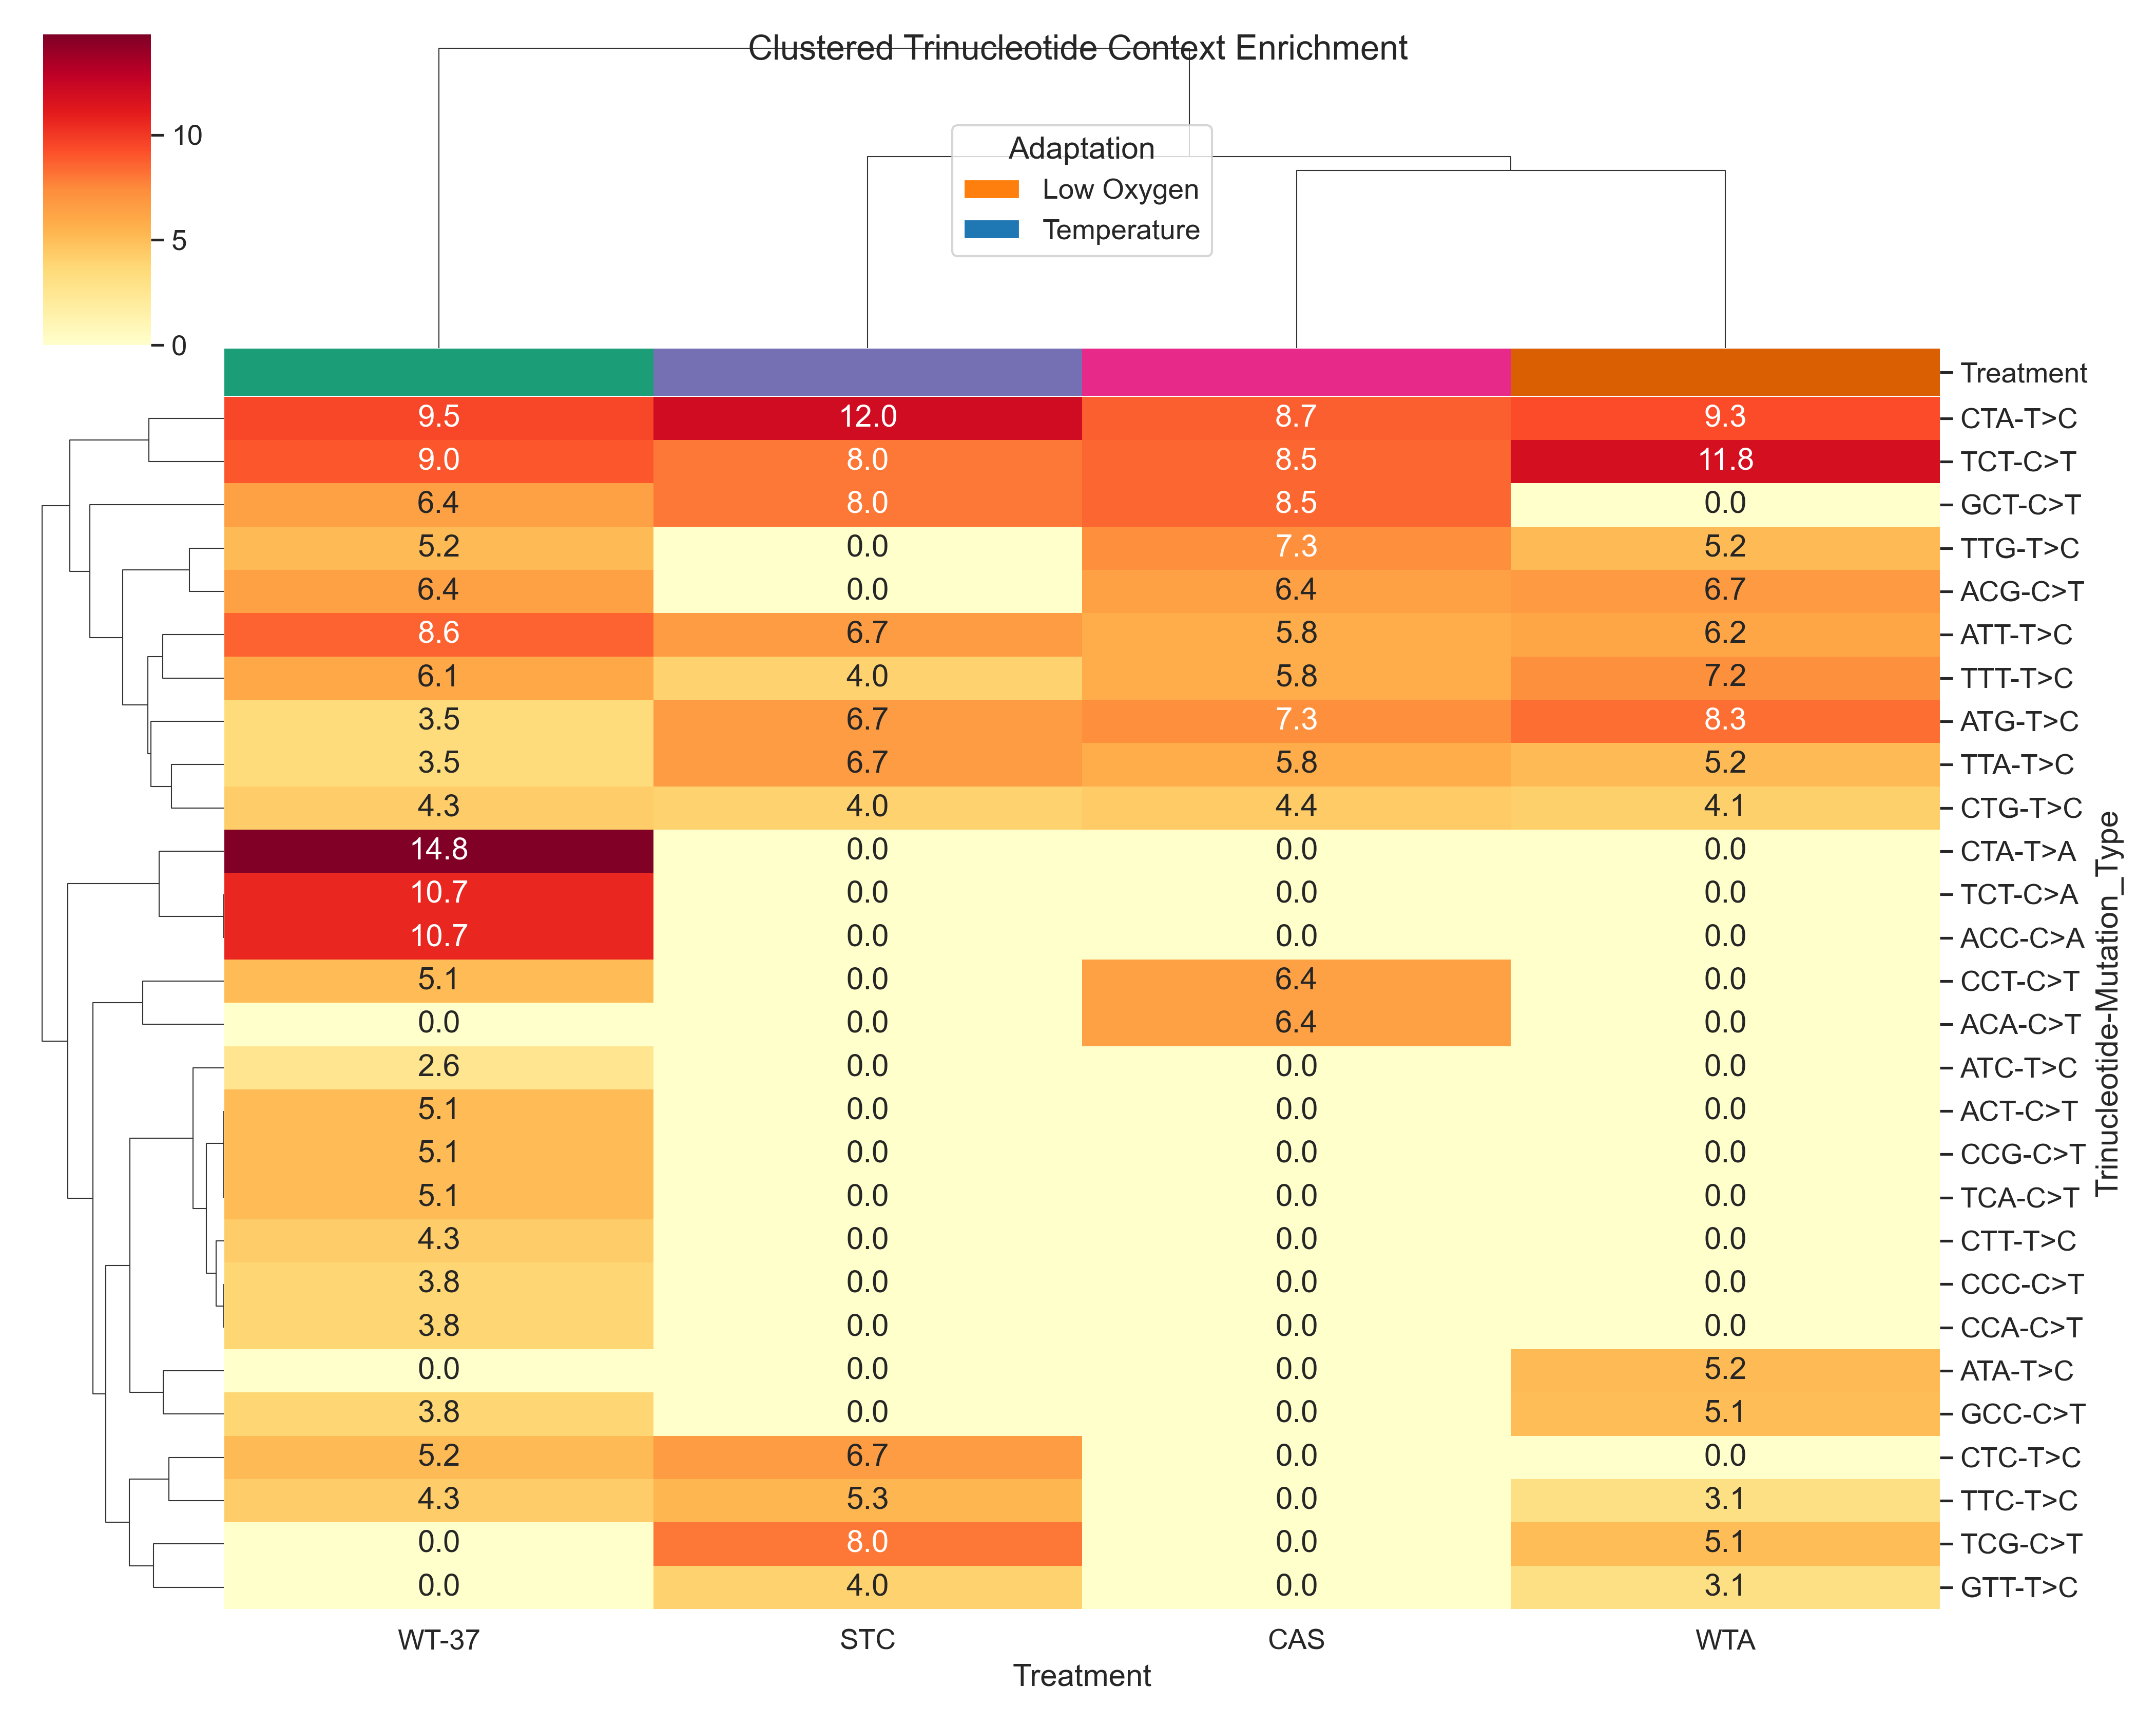 Clustered Trinucleotide Context Enrichment
10
5
0
Adaptation
Low Oxygen
Temperature
Treatment
9.5 12.0 8.7 9.3 CTA-T>C
9.0 8.0 8.5 11.8 TCT-C>T
6.4 8.0 8.5 0.0 GCT-C>T
5.2 0.0 7.3 5.2 TTG-T>C
6.4 0.0 6.4 6.7 ACG-C>T
8.6 6.7 5.8 6.2 ATT-T>C
6.1 4.0 5.8 7.2 TTT-T>C
3.5 6.7 7.3 8.3 ATG-T>C
3.5 6.7 5.8 5.2 TTA-T>C
4.3 4.0 4.4 4.1 CTG-T>C
14.8 0.0 0.0 0.0 CTA-T>A
10.7 0.0 0.0 0.0 TCT-C>A
10.7 0.0 0.0 0.0 ACC-C>A
5.1 0.0 6.4 0.0 CCT-C>T
0.0 0.0 6.4 0.0 ACA-C>T
2.6 0.0 0.0 0.0 ATC-T>C
5.1 0.0 0.0 0.0 ACT-C>T
5.1 0.0 0.0 0.0 CCG-C>T
5.1 0.0 0.0 0.0 TCA-C>T
4.3 0.0 0.0 0.0 CTT-T>C
3.8 0.0 0.0 0.0 CCC-C>T
3.8 0.0 0.0 0.0 CCA-C>T
0.0 0.0 0.0 5.2 ATA-T>C
3.8 0.0 0.0 5.1 GCC-C>T
5.2 6.7 0.0 0.0 CTC-T>C
4.3 5.3 0.0 3.1 TTC-T>C
0.0 8.0 0.0 5.1 TCG-C>T
0.0 4.0 0.0 3.1 GTT-T>C
Trinucleotide-Mutation_Type
WT-37 STC CAS WTA
Treatment